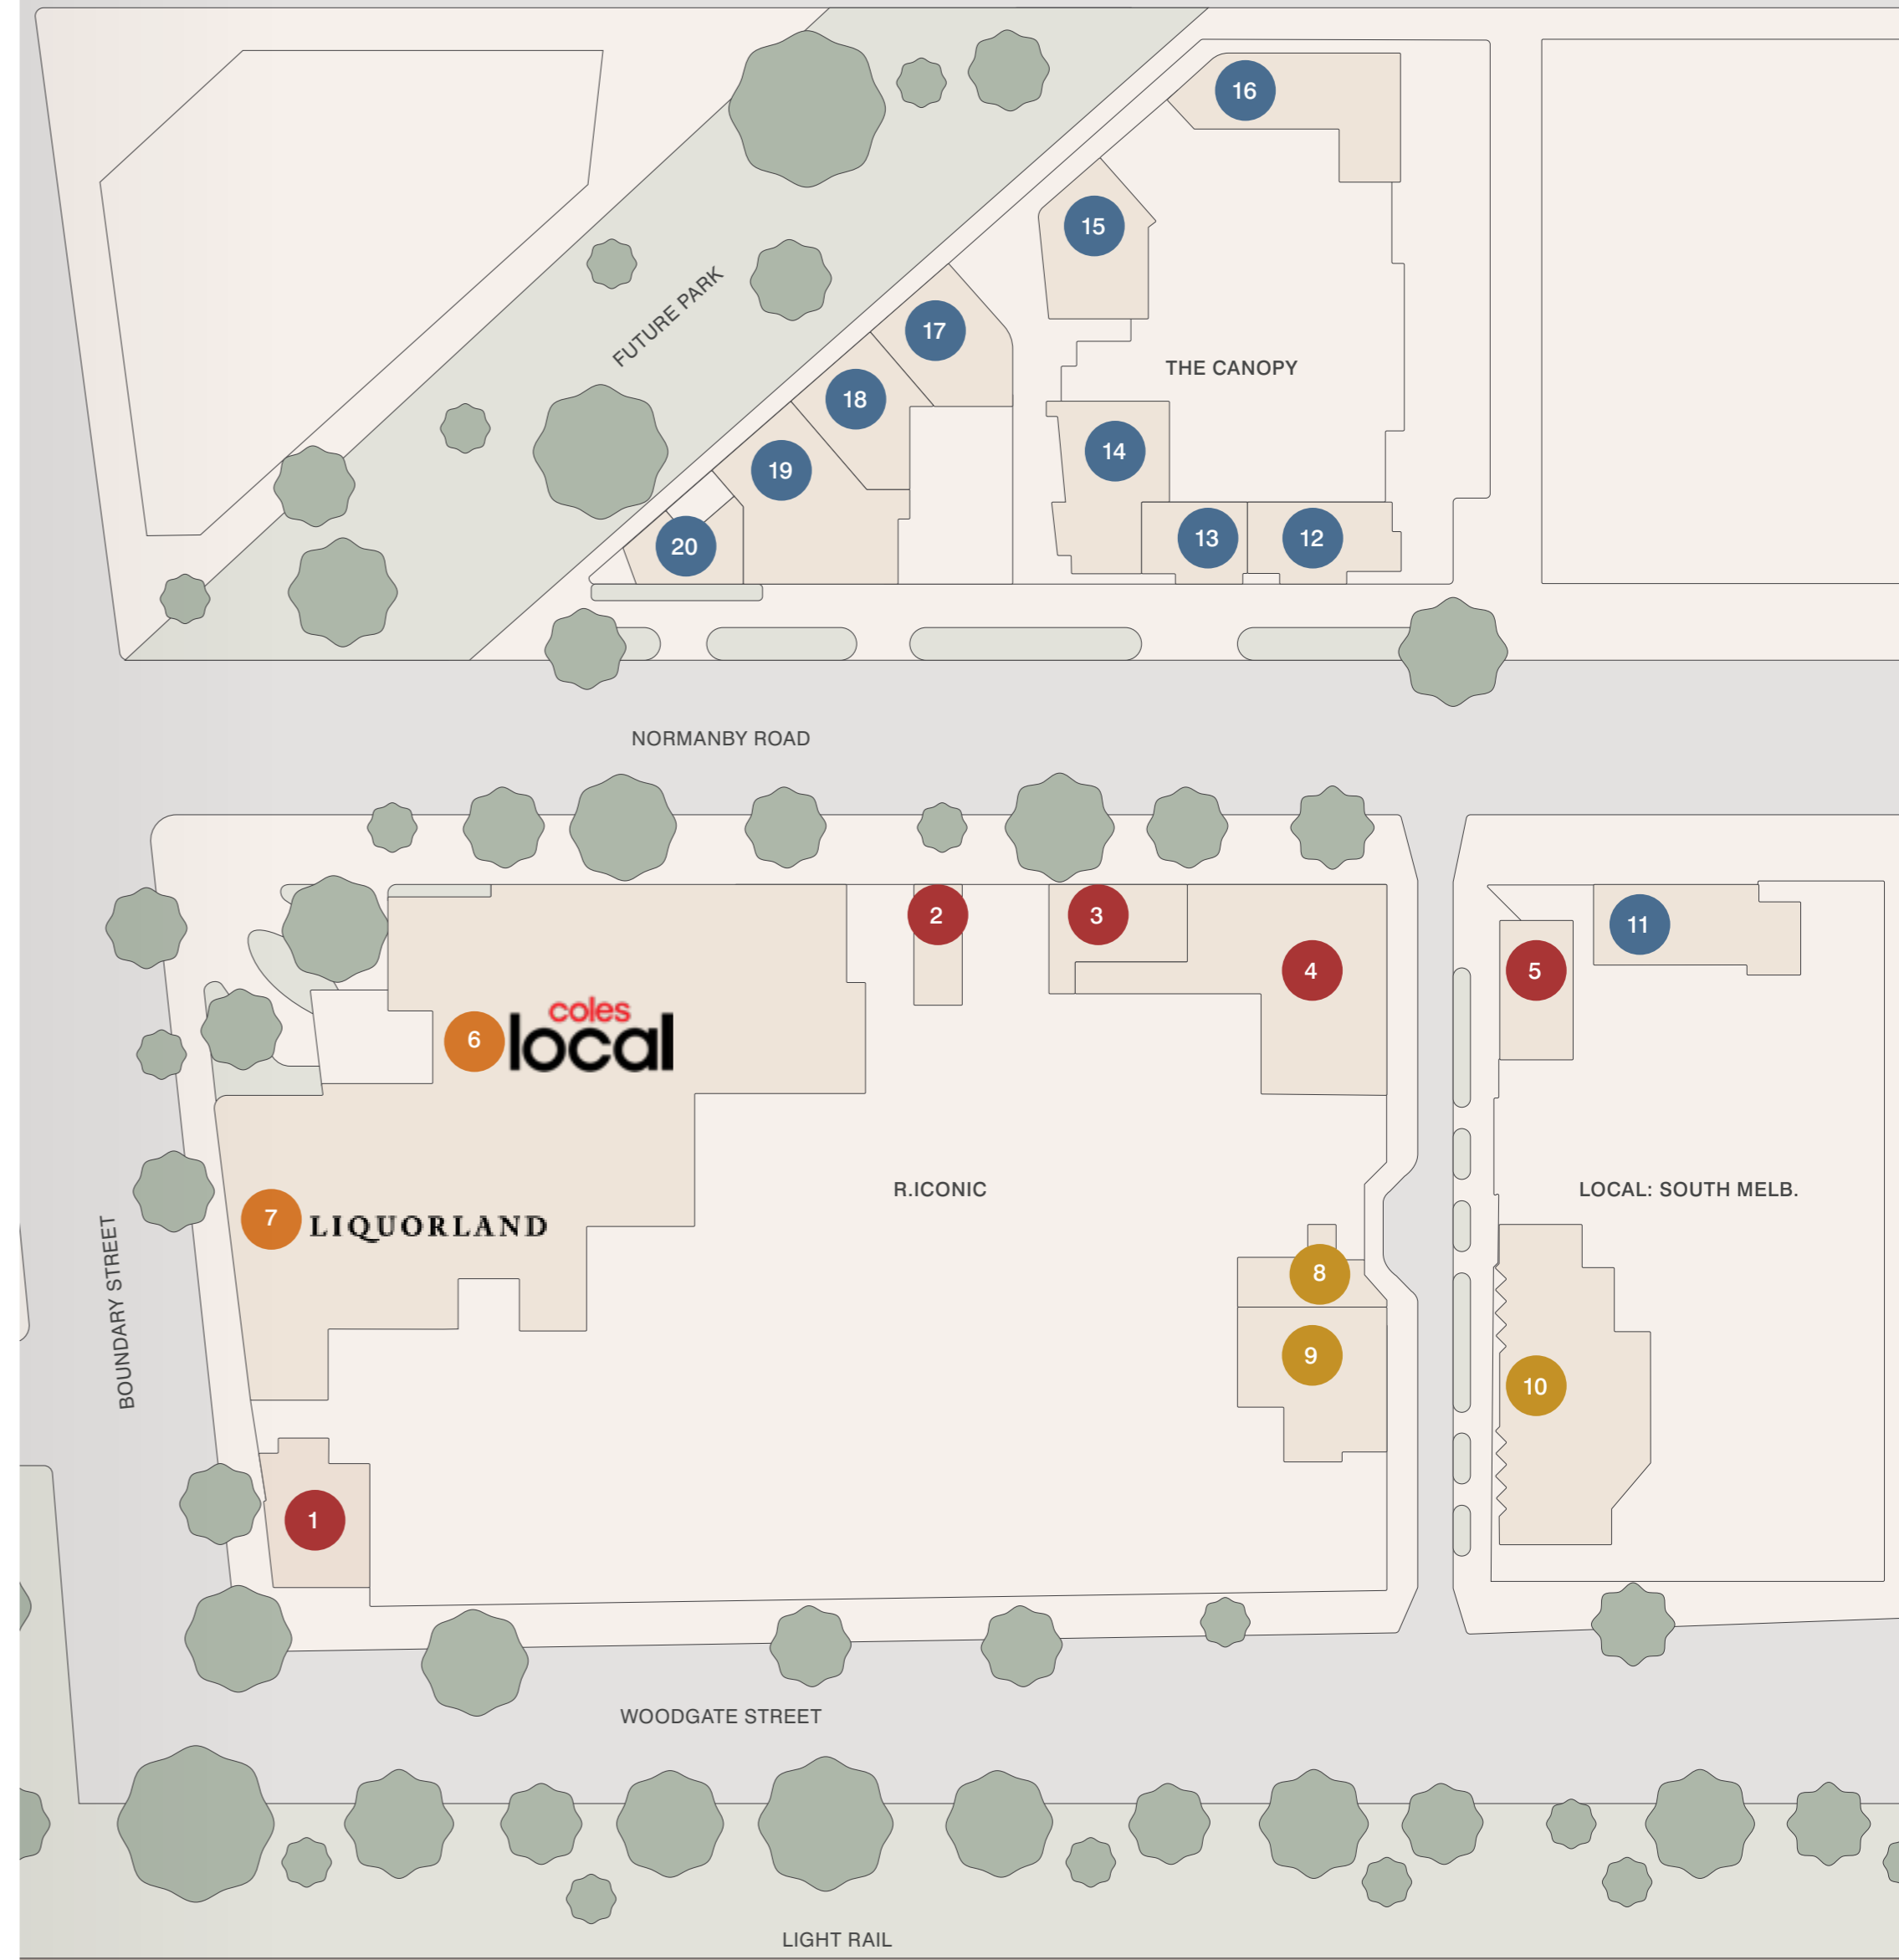 16
15
FUTURE PARK
17
THE CANOPY
18
14
19
20
13
12
NORMANBY ROAD
2
3
11
4
5
coles
local
6
R.ICONIC
LOCAL: SOUTH MELB.
7
LIQUORLAND
8
BOUNDARY STREET
9
10
1
WOODGATE STREET
LIGHT RAIL